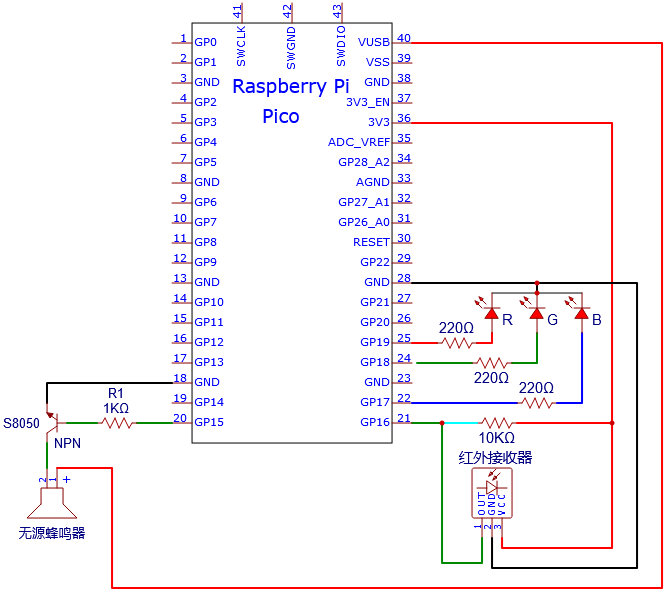 41
42
43
SWCLK
SWGND
SWDIO
Raspberry Pi
Pico
1 GP0
2 GP1
3 GND
4 GP2
5 GP3
6 GP4
7 GP5
8 GND
9 GP6
10 GP7
11 GP8
12 GP9
13 GND
14 GP10
15 GP11
16 GP12
17 GP13
18 GND
19 GP14
20 GP15
VUSB 40
VSS 39
GND 38
3V3_EN 37
3V3 36
ADC_VREF 35
GP28_A2 34
AGND 33
GP27_A1 32
GP26_A0 31
RESET 30
GP22 29
GND 28
GP21 27
GP20 26
GP19 25
GP18 24
GND 23
GP17 22
GP16 21
R
G
B
220Ω
220Ω
220Ω
10KΩ
红外接收器
OUT
GND
VCC
1
2
3
R1
1KΩ
S8050
NPN
2
1
+
无源蜂鸣器